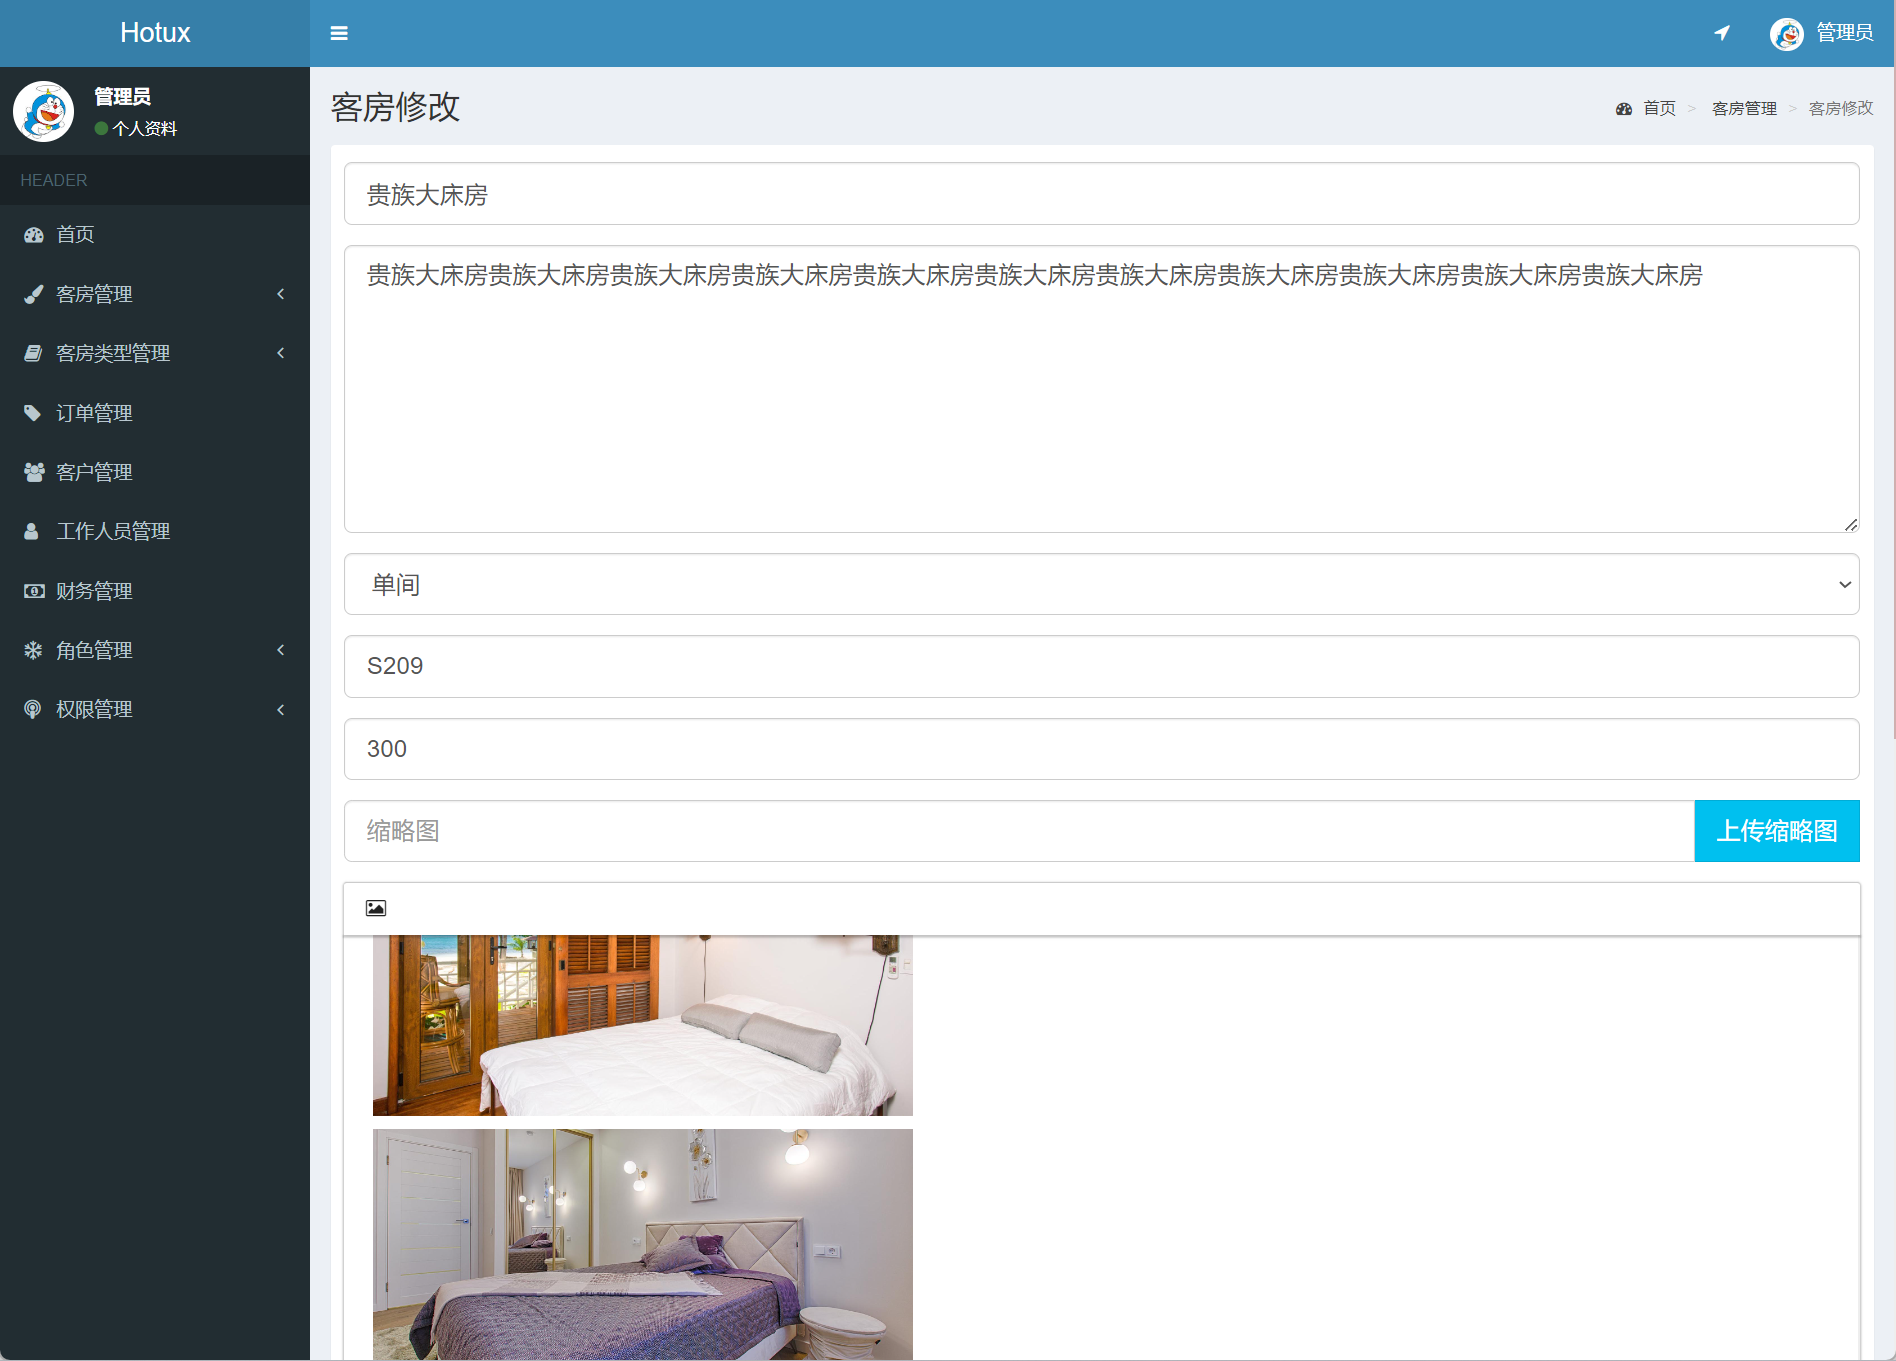 Hotux
管理员
管理员
个人资料
HEADER
首页
客房管理
客房类型管理
订单管理
客户管理
工作人员管理
财务管理
角色管理
权限管理
客房修改
首页 > 客房管理 > 客房修改
贵族大床房
贵族大床房贵族大床房贵族大床房贵族大床房贵族大床房贵族大床房贵族大床房贵族大床房贵族大床房贵族大床房贵族大床房
单间
S209
300
缩略图
上传缩略图